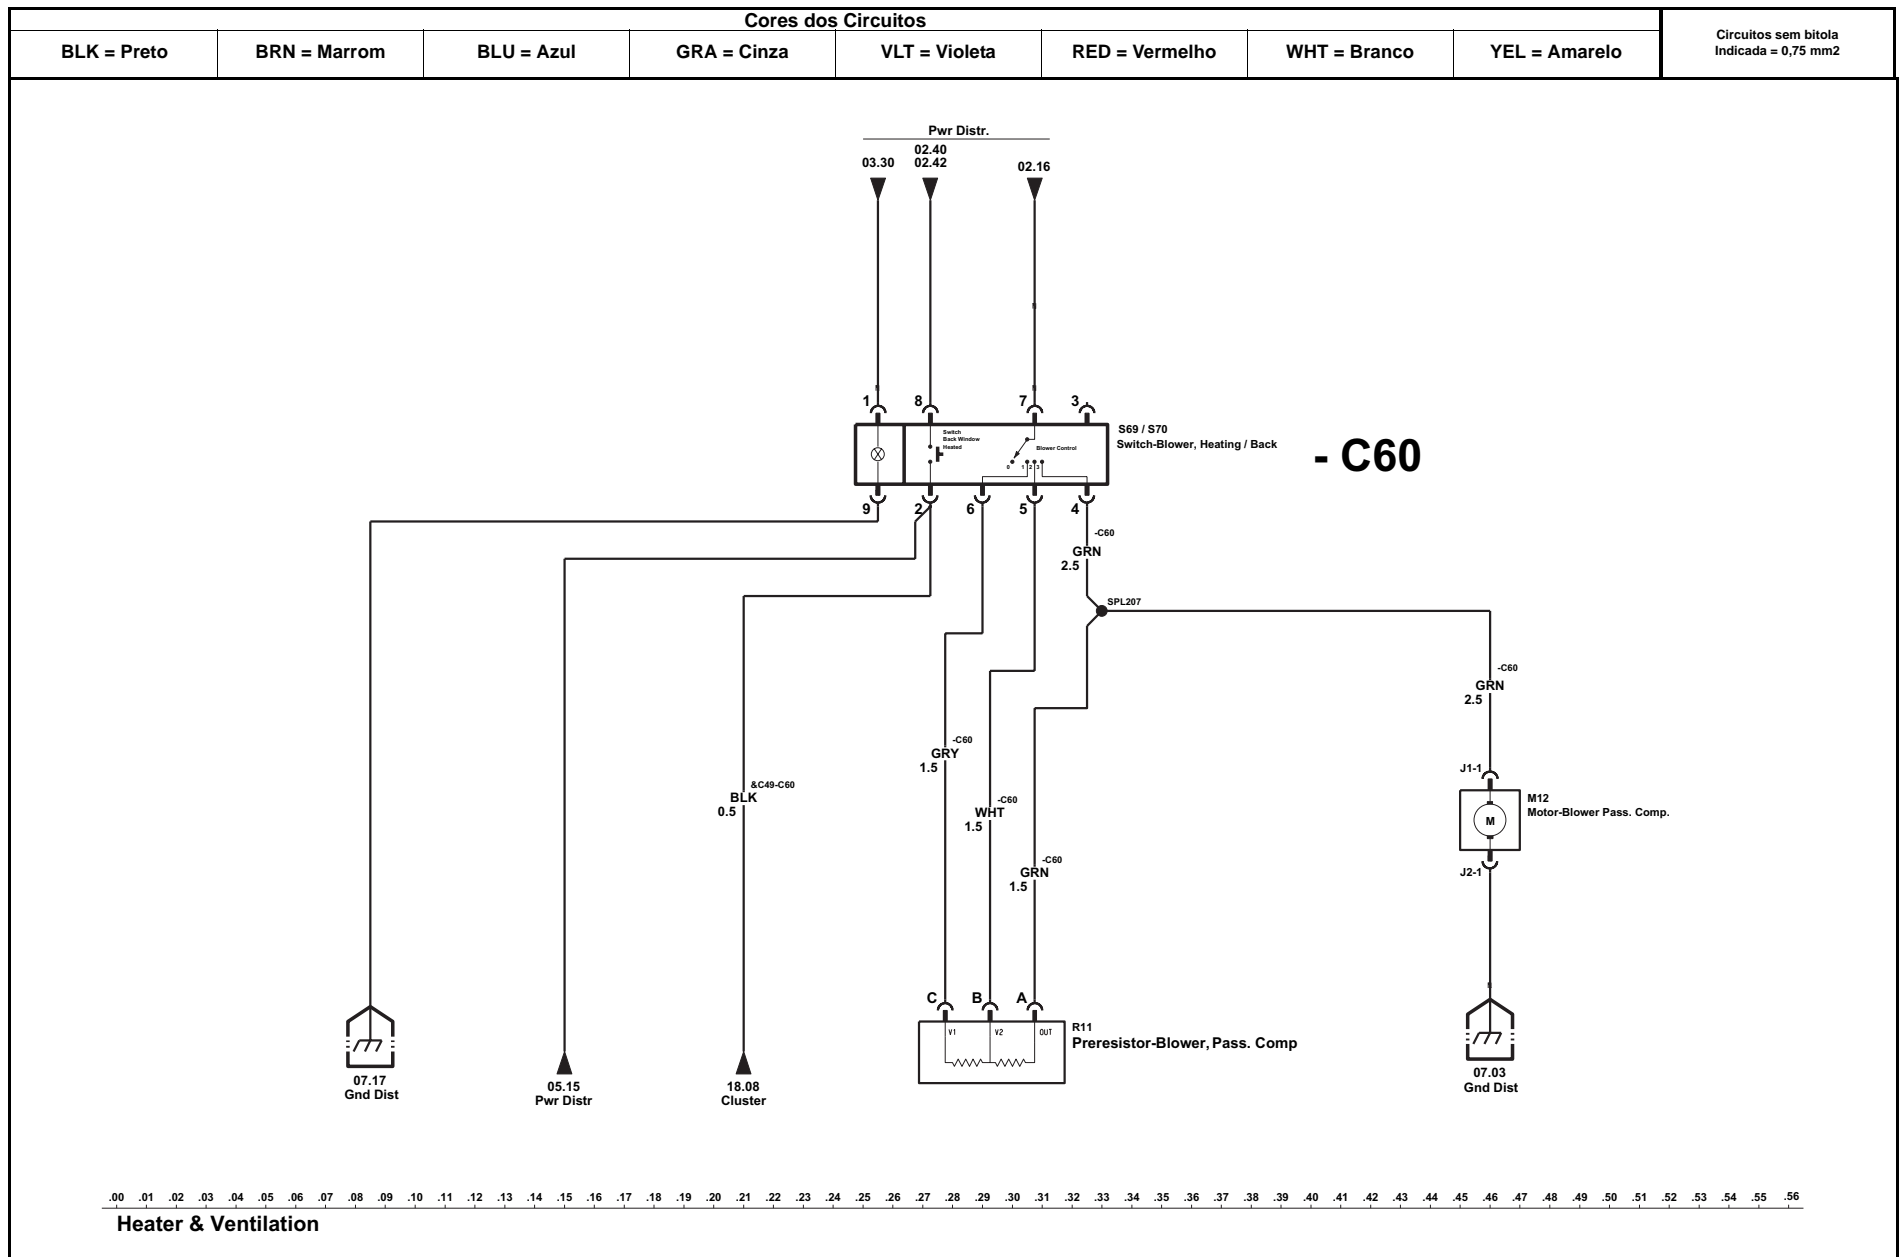 Cores dos Circuitos
BLK = Preto
BRN = Marrom
BLU = Azul
GRA = Cinza
VLT = Violeta
RED = Vermelho
WHT = Branco
YEL = Amarelo
Circuitos sem bitola
Indicada = 0,75 mm2
Pwr Distr.
03.30
02.40
02.42
02.16
N
N
N
1
8
7
3
Switch
Back Window
Heated
Blower Control
0
1
2
3
S69 / S70
Switch-Blower, Heating / Back
- C60
9
2
6
5
4
-C60
GRN
2.5
SPL207
-C60
GRN
2.5
-C60
GRY
1.5
&C49-C60
BLK
0.5
-C60
WHT
1.5
-C60
GRN
1.5
J1-1
M
M12
Motor-Blower Pass. Comp.
J2-1
N
C
B
A
V1
V2
OUT
R11
Preresistor-Blower, Pass. Comp
07.17
Gnd Dist
05.15
Pwr Distr
18.08
Cluster
07.03
Gnd Dist
.00 .01 .02 .03 .04 .05 .06 .07 .08 .09 .10 .11 .12 .13 .14 .15 .16 .17 .18 .19 .20 .21 .22 .23 .24 .25 .26 .27 .28 .29 .30 .31 .32 .33 .34 .35 .36 .37 .38 .39 .40 .41 .42 .43 .44 .45 .46 .47 .48 .49 .50 .51 .52 .53 .54 .55 .56
Heater & Ventilation